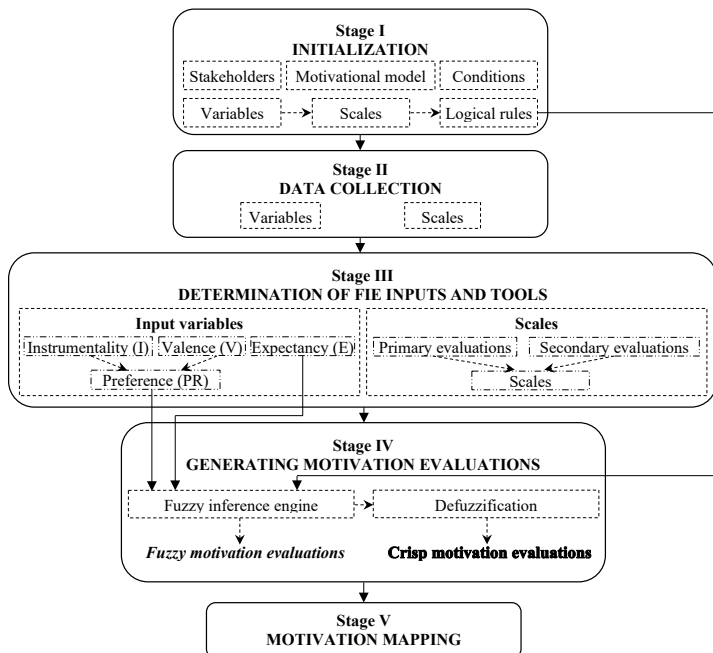 Stage I
INITIALIZATION
Stakeholders Motivational model Conditions
Variables Scales Logical rules
Stage II
DATA COLLECTION
Variables Scales
Stage III
DETERMINATION OF FIE INPUTS AND TOOLS
Input variables Scales
Instrumentality (I) Valence (V) Expectancy (E) Primary evaluations Secondary evaluations
Preference (PR) Scales
Stage IV
GENERATING MOTIVATION EVALUATIONS
Fuzzy inference engine Defuzzification
Fuzzy motivation evaluations Crisp motivation evaluations
Stage V
MOTIVATION MAPPING